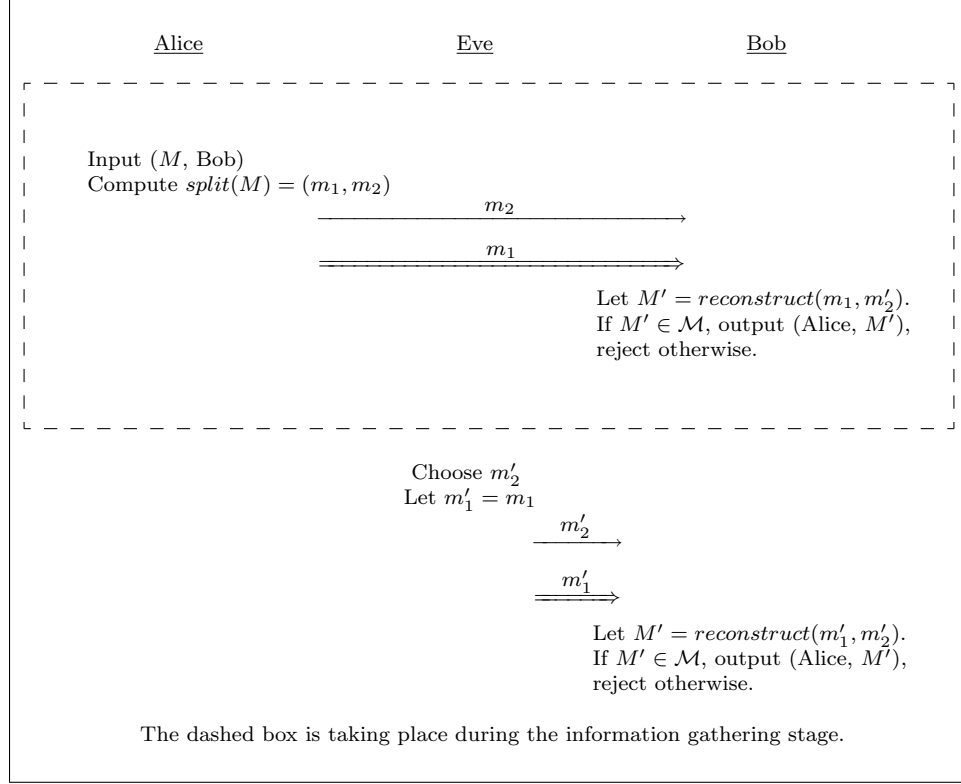 Alice Eve Bob
Input (M, Bob)
Compute split(M) = (m₁, m₂)
m₂
m₁
Let M′ = reconstruct(m₁, m′₂).
If M′ ∈ ℳ, output (Alice, M′),
reject otherwise.
Choose m′₂
Let m′₁ = m₁
m′₂
m′₁
Let M′ = reconstruct(m′₁, m′₂).
If M′ ∈ ℳ, output (Alice, M′),
reject otherwise.
The dashed box is taking place during the information gathering stage.